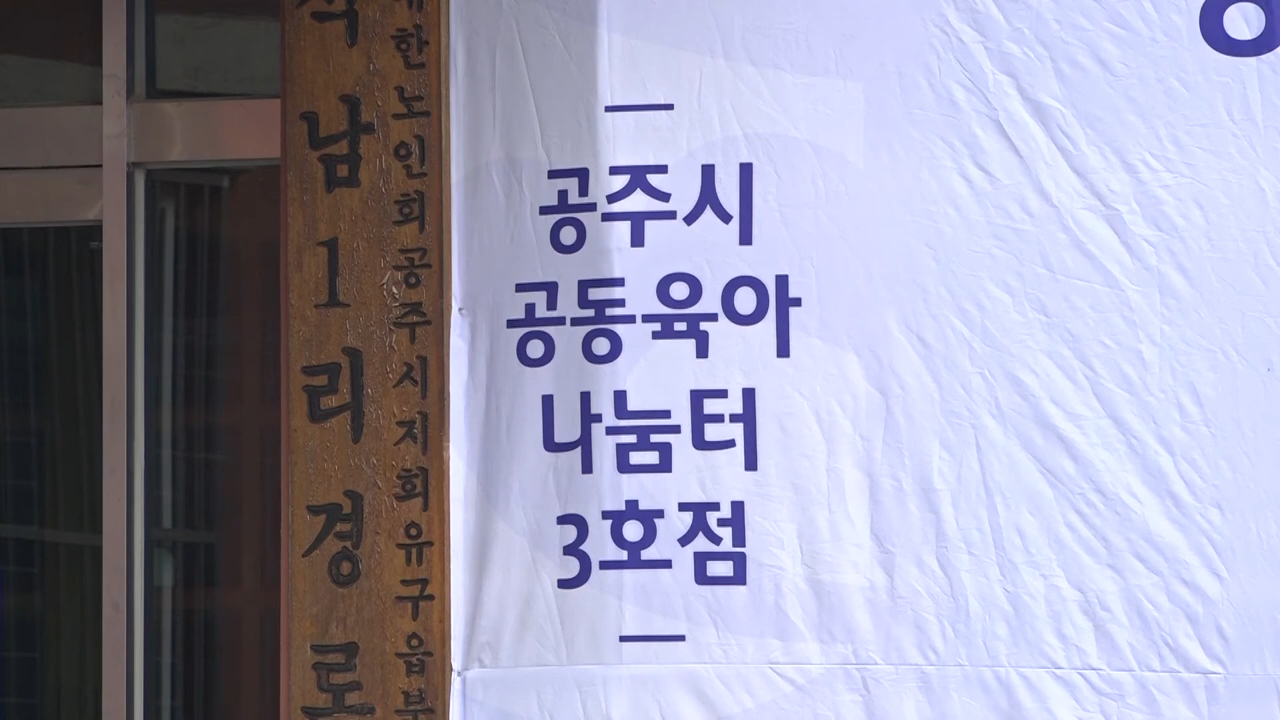 남1리경로
한노인회공주시지회유구읍
공주시
공동육아
나눔터
3호점